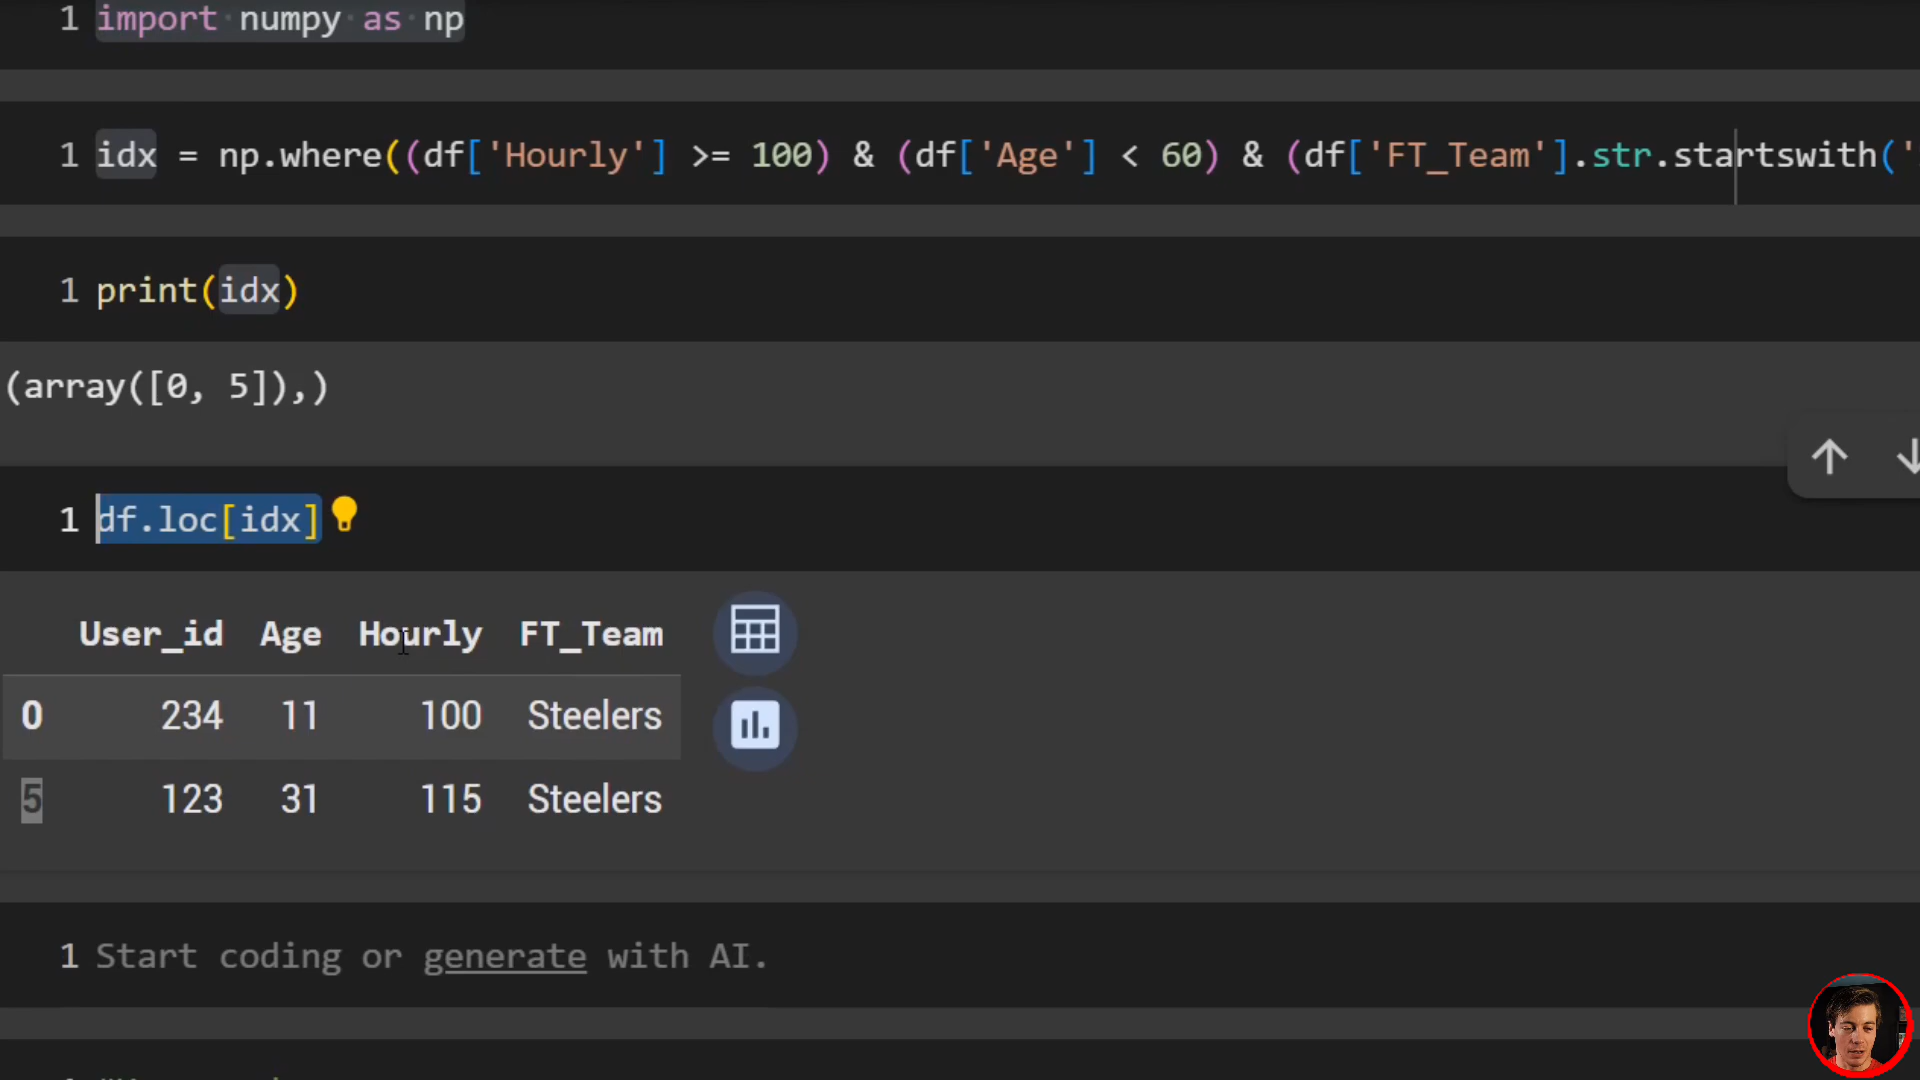 1 import numpy as np
1 idx = np.where((df['Hourly'] >= 100) & (df['Age'] < 60) & (df['FT_Team'].str.startswith('
1 print(idx)
(array([0, 5]),)
1 df.loc[idx]
User_id Age Hourly FT_Team
0 234 11 100 Steelers
5 123 31 115 Steelers
1 Start coding or generate with AI.